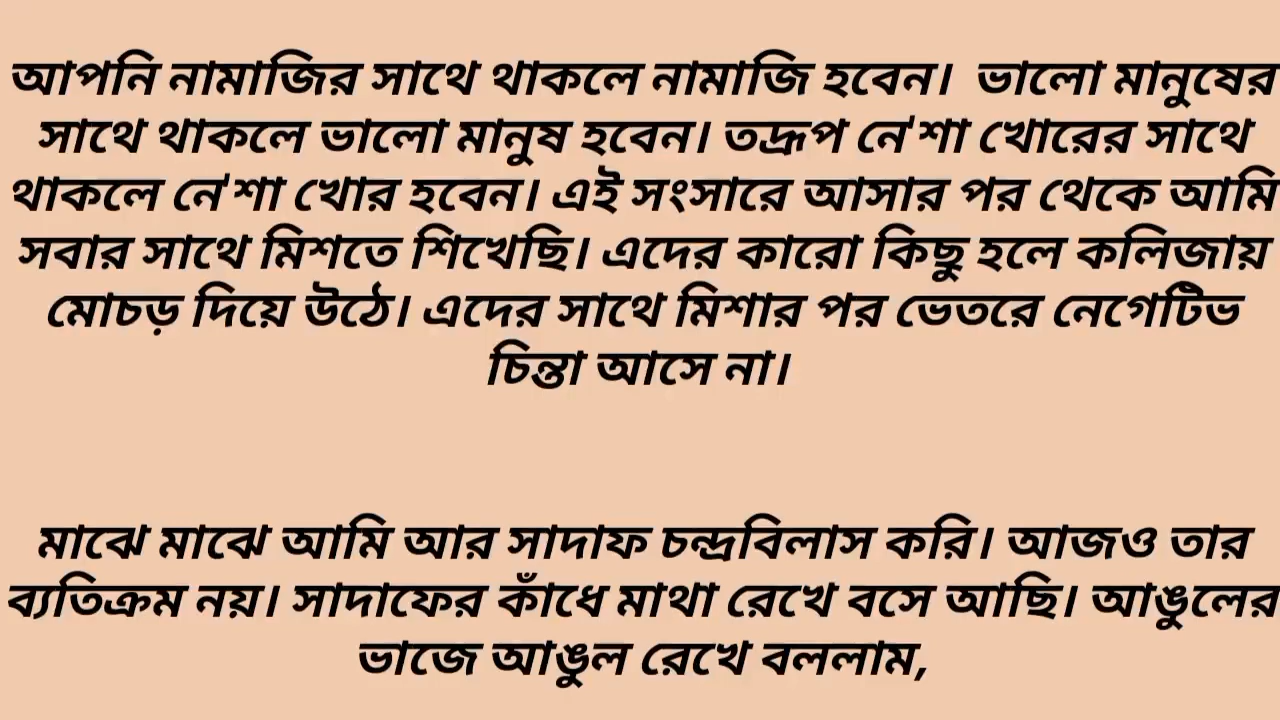 আপনি নামাজির সাথে থাকলে নামাজি হবেন। ভালো মানুষের
সাথে থাকলে ভালো মানুষ হবেন। তদ্রূপ নে'শা খোরের সাথে
থাকলে নে'শা খোর হবেন। এই সংসারে আসার পর থেকে আমি
সবার সাথে মিশতে শিখেছি। এদের কারো কিছু হলে কলিজায়
মোচড় দিয়ে উঠে। এদের সাথে মিশার পর ভেতরে নেগেটিভ
চিন্তা আসে না।
মাঝে মাঝে আমি আর সাদাফ চন্দ্রবিলাস করি। আজও তার
ব্যতিক্রম নয়। সাদাফের কাঁধে মাথা রেখে বসে আছি। আঙুলের
ভাজে আঙুল রেখে বললাম,